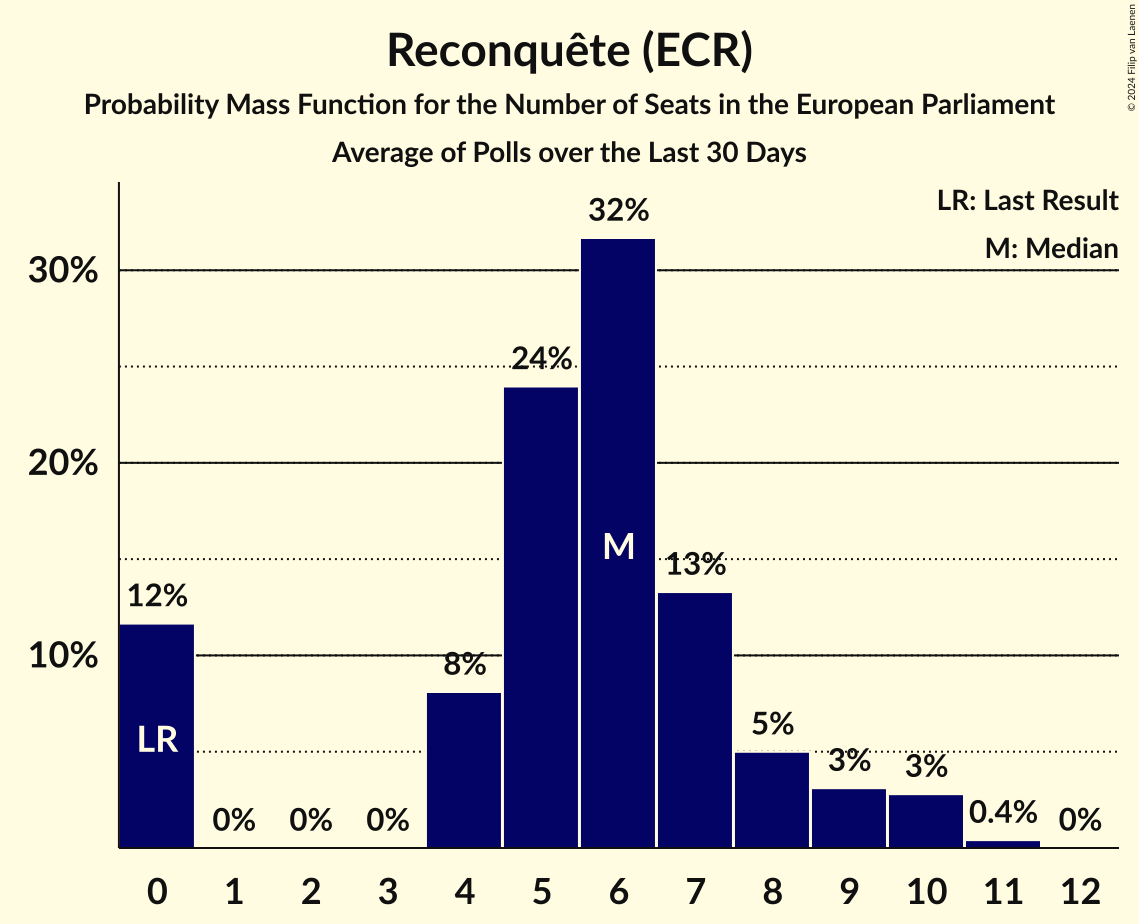 Reconquête (ECR)
Probability Mass Function for the Number of Seats in the European Parliament
Average of Polls over the Last 30 Days
© 2024 Filip van Laenen
LR: Last Result
M: Median
30%
20%
10%
12%
0%
0%
0%
8%
24%
32%
13%
5%
3%
3%
0.4%
0%
LR
M
0 1 2 3 4 5 6 7 8 9 10 11 12